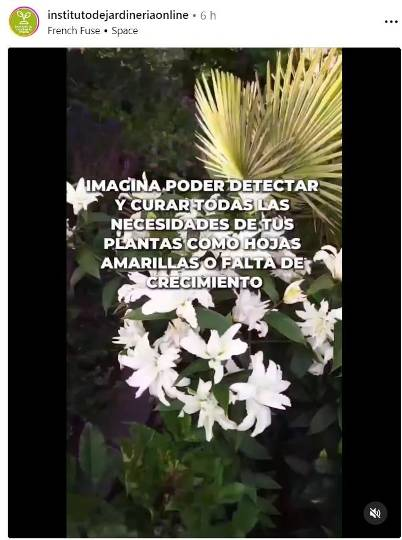 institutodejardineriaonline • 6 h
French Fuse • Space
IMAGINA PODER DETECTAR
Y CURAR TODAS LAS
NECESIDADES DE TUS
PLANTAS COMO HOJAS
AMARILLAS O FALTA DE
CRECIMIENTO